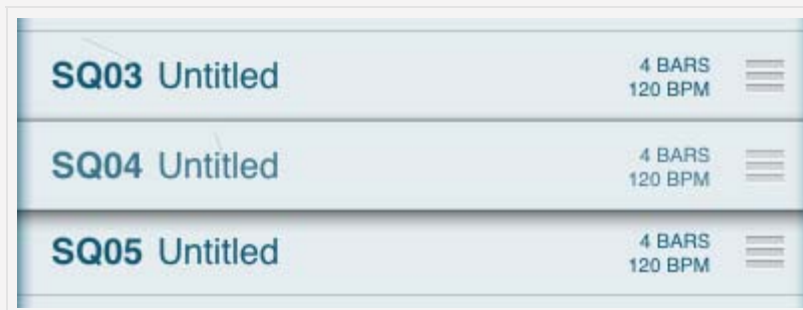 SQ03 Untitled 4 BARS
120 BPM
SQ04 Untitled 4 BARS
120 BPM
SQ05 Untitled 4 BARS
120 BPM